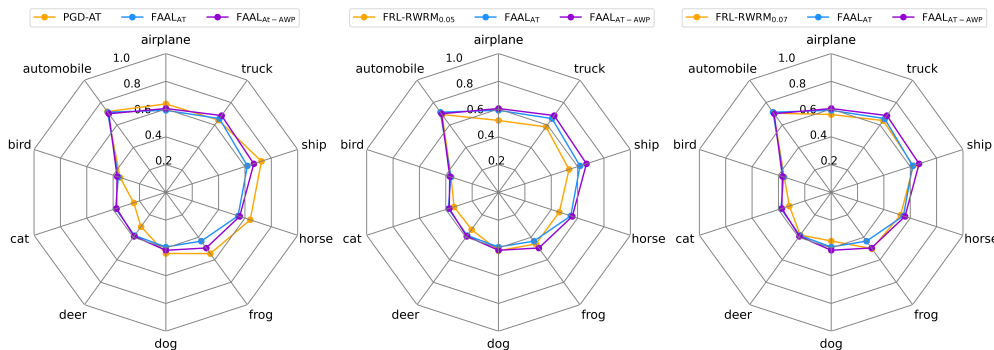 PGD-AT FAAL_AT FAAL_At−AWP
airplane
automobile
truck
bird
ship
cat
horse
deer
frog
dog
1.0
0.8
0.6
0.4
0.2
FRL-RWRM_0.05 FAAL_AT FAAL_AT−AWP
airplane
automobile
truck
bird
ship
cat
horse
deer
frog
dog
1.0
0.8
0.6
0.4
0.2
FRL-RWRM_0.07 FAAL_AT FAAL_AT−AWP
airplane
automobile
truck
bird
ship
cat
horse
deer
frog
dog
1.0
0.8
0.6
0.4
0.2